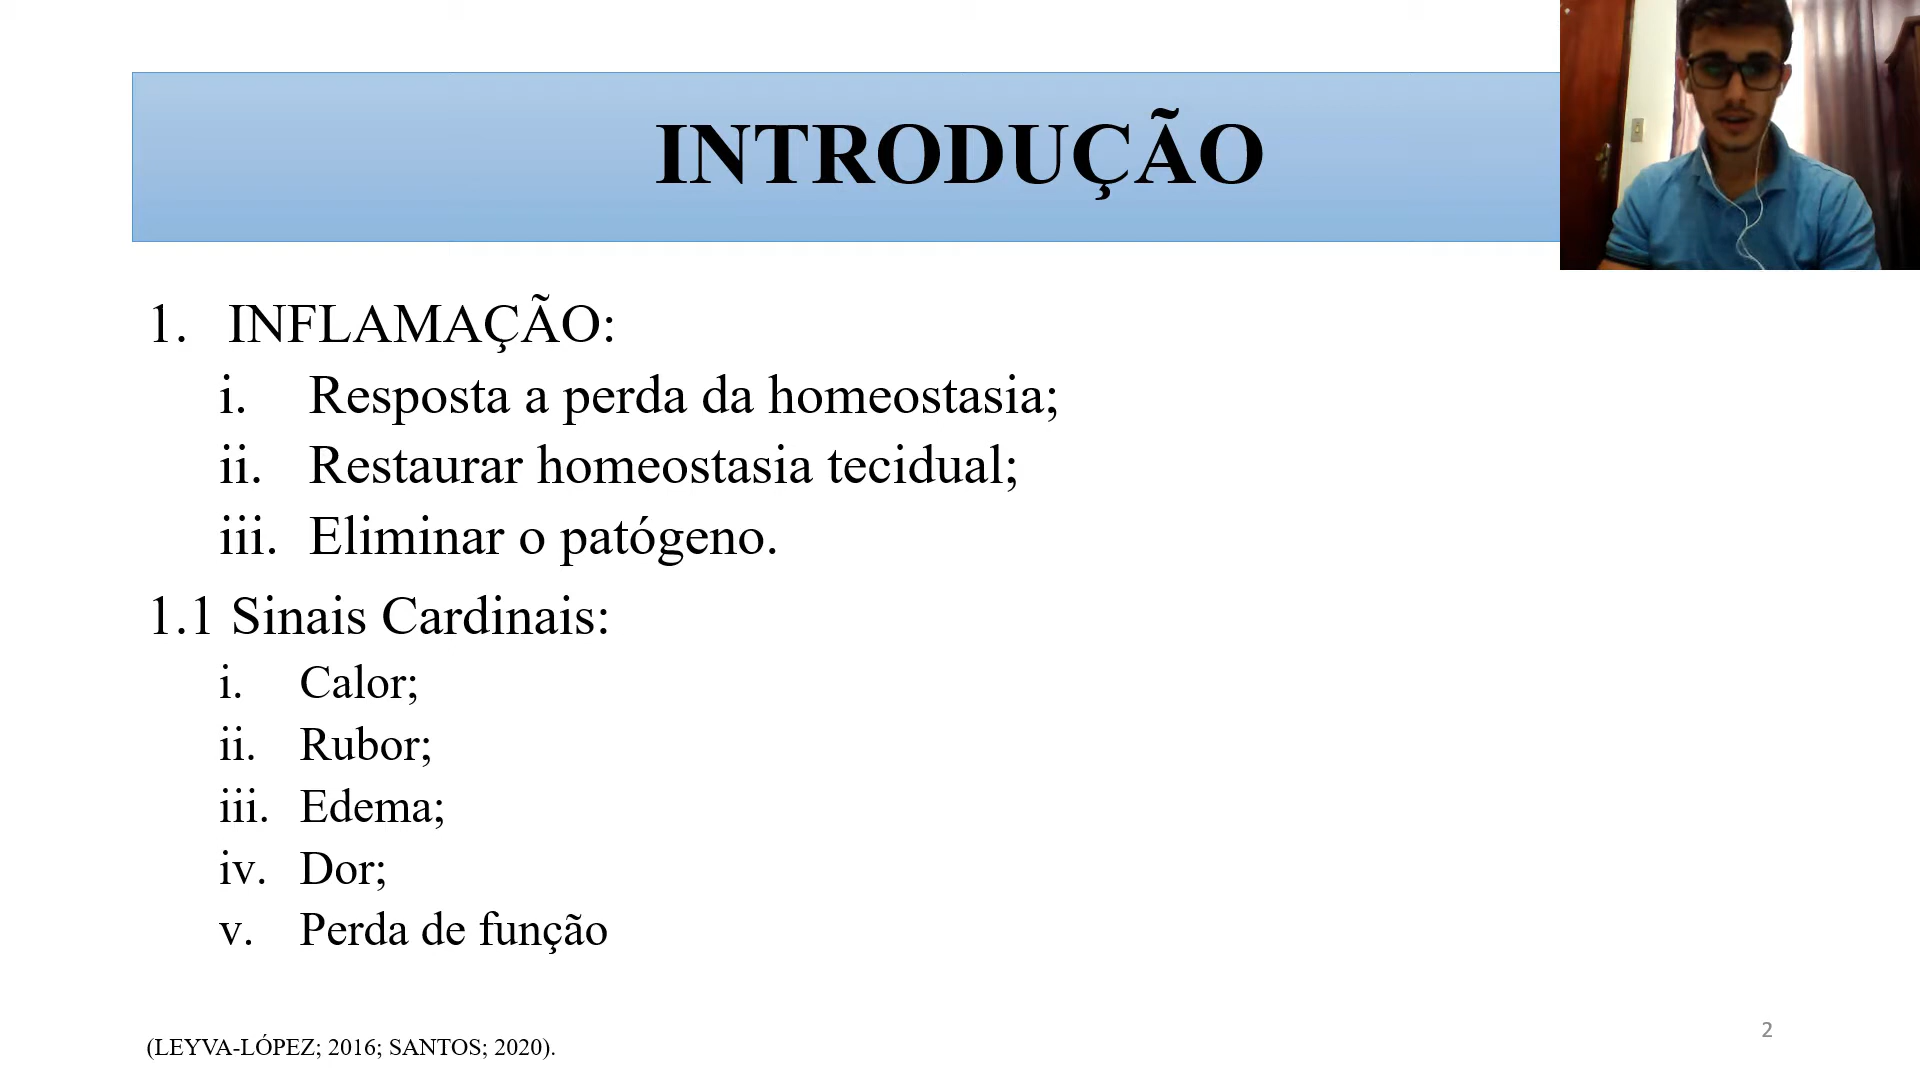 INTRODUÇÃO
1. INFLAMAÇÃO:
i. Resposta a perda da homeostasia;
ii. Restaurar homeostasia tecidual;
iii. Eliminar o patógeno.
1.1 Sinais Cardinais:
i. Calor;
ii. Rubor;
iii. Edema;
iv. Dor;
v. Perda de função
(LEYVA-LÓPEZ; 2016; SANTOS; 2020).
2